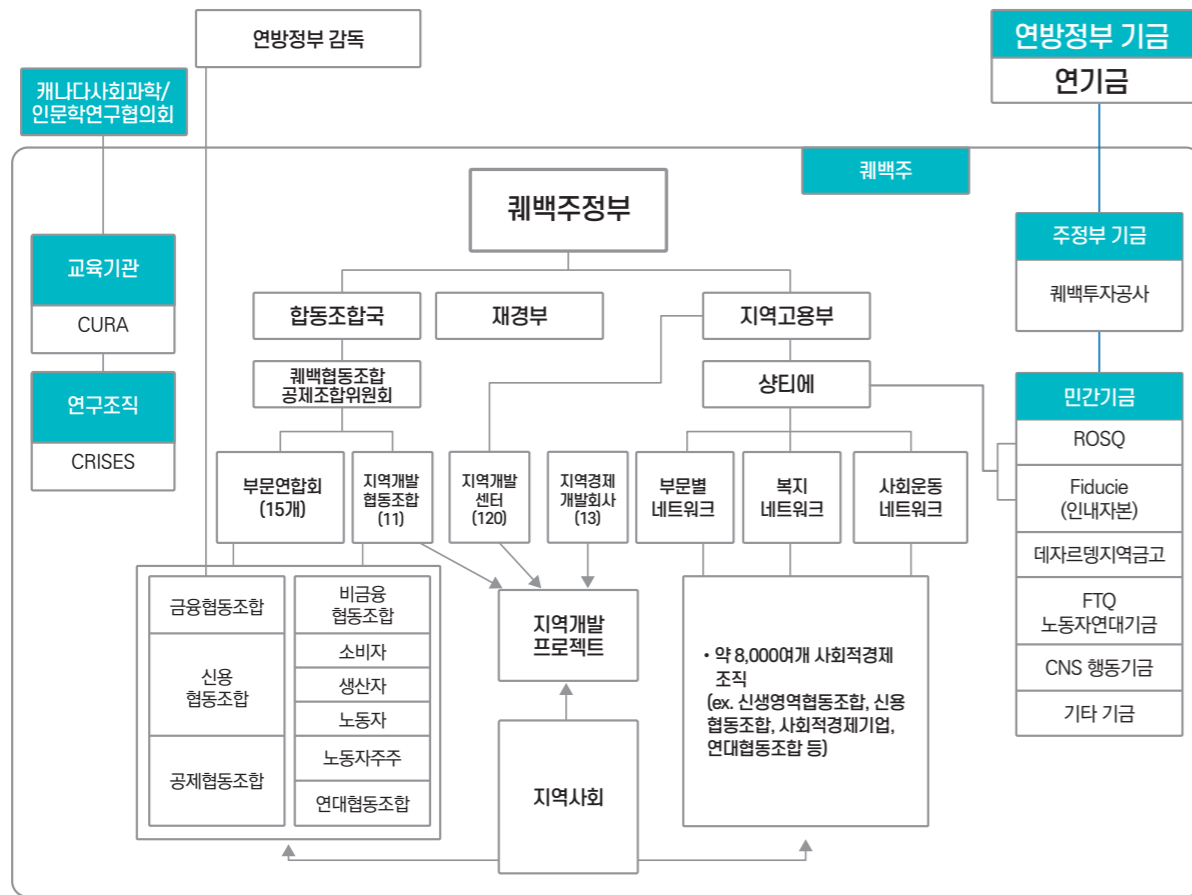 연방정부 감독
연방정부 기금
연기금
캐나다사회과학/
인문학연구협의회
퀘백주
퀘백주정부
교육기관
CURA
연구조직
CRISES
주정부 기금
퀘백투자공사
합동조합국
재경부
지역고용부
퀘백협동조합
공제조합위원회
샹티에
부문연합회
(15개)
지역개발
협동조합
(11)
지역개발
센터
(120)
지역경제
개발회사
(13)
부문별
네트워크
복지
네트워크
사회운동
네트워크
민간기금
ROSQ
Fiducie
(인내자본)
데자르뎅지역금고
FTQ
노동자연대기금
CNS 행동기금
기타 기금
금융협동조합
신용
협동조합
공제협동조합
비금융
협동조합
소비자
생산자
노동자
노동자주주
연대협동조합
지역개발
프로젝트
지역사회
• 약 8,000여개 사회적경제
조직
(ex. 신생영역협동조합, 신용
협동조합, 사회적경제기업,
연대협동조합 등)